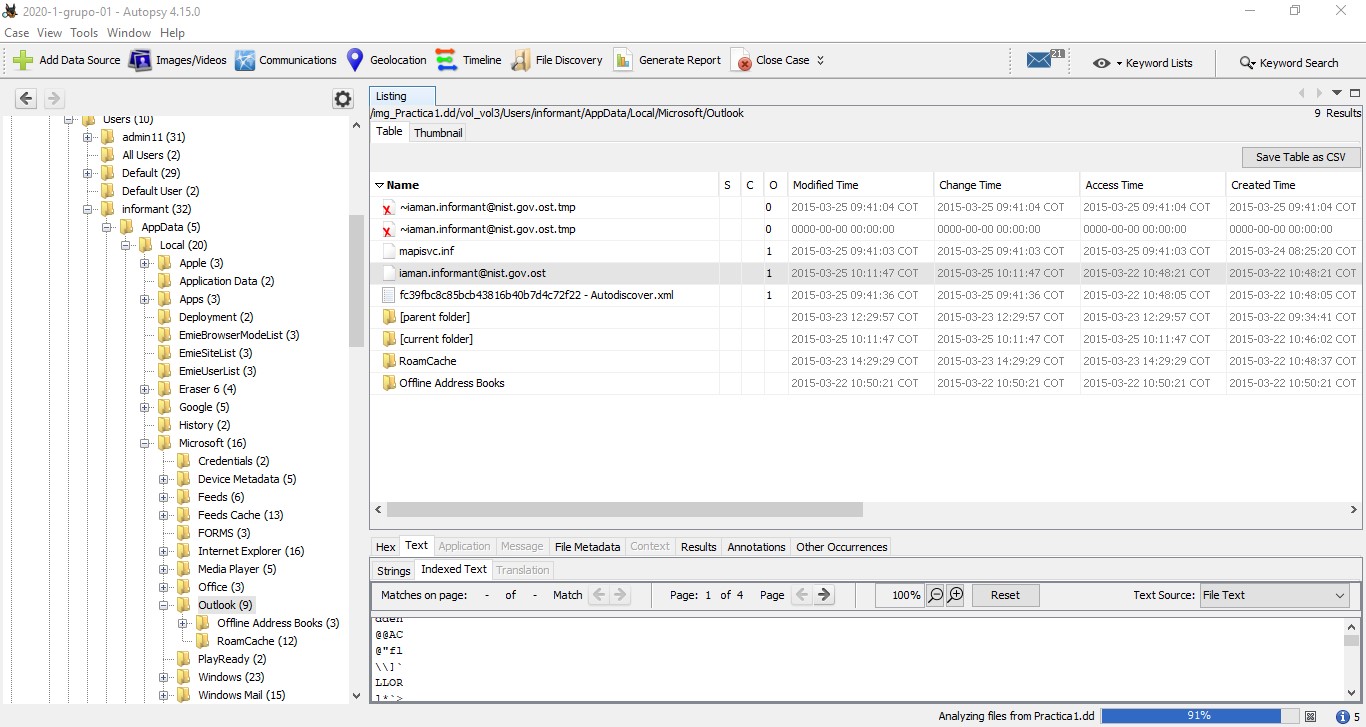 2020-1-grupo-01 - Autopsy 4.15.0
Case View Tools Window Help
Add Data Source Images/Videos Communications Geolocation Timeline File Discovery Generate Report Close Case 21 Keyword Lists Keyword Search
Listing
/img_Practica1.dd/vol_vol3/Users/informant/AppData/Local/Microsoft/Outlook 9 Results
Table Thumbnail
Save Table as CSV
Name S C O Modified Time Change Time Access Time Created Time
~iaman.informant@nist.gov.ost.tmp 0 2015-03-25 09:41:04 COT 2015-03-25 09:41:04 COT 2015-03-25 09:41:04 COT 2015-03-25 09:41:04 COT
~iaman.informant@nist.gov.ost.tmp 0 0000-00-00 00:00:00 0000-00-00 00:00:00 0000-00-00 00:00:00 0000-00-00 00:00:00
mapisvc.inf 1 2015-03-25 09:41:03 COT 2015-03-25 09:41:03 COT 2015-03-25 09:41:03 COT 2015-03-24 08:25:20 COT
iaman.informant@nist.gov.ost 1 2015-03-25 10:11:47 COT 2015-03-25 10:11:47 COT 2015-03-22 10:48:21 COT 2015-03-22 10:48:21 COT
fc39fbc8c85bcb43816b40b7d4c72f22 - Autodiscover.xml 1 2015-03-25 09:41:36 COT 2015-03-25 09:41:36 COT 2015-03-22 10:48:05 COT 2015-03-22 10:48:05 COT
[parent folder] 2015-03-23 12:29:57 COT 2015-03-23 12:29:57 COT 2015-03-23 12:29:57 COT 2015-03-22 09:34:41 COT
[current folder] 2015-03-25 10:11:47 COT 2015-03-25 10:11:47 COT 2015-03-25 10:11:47 COT 2015-03-22 10:46:02 COT
RoamCache 2015-03-23 14:29:29 COT 2015-03-23 14:29:29 COT 2015-03-23 14:29:29 COT 2015-03-22 10:48:37 COT
Offline Address Books 2015-03-22 10:50:21 COT 2015-03-22 10:50:21 COT 2015-03-22 10:50:21 COT 2015-03-22 10:50:21 COT
Users (10)
admin11 (31)
All Users (2)
Default (29)
Default User (2)
informant (32)
AppData (5)
Local (20)
Apple (3)
Application Data (2)
Apps (3)
Deployment (2)
EmieBrowserModeList (3)
EmieSiteList (3)
EmieUserList (3)
Eraser 6 (4)
Google (5)
History (2)
Microsoft (16)
Credentials (2)
Device Metadata (5)
Feeds (6)
Feeds Cache (13)
FORMS (3)
Internet Explorer (16)
Media Player (5)
Office (3)
Outlook (9)
Offline Address Books (3)
RoamCache (12)
PlayReady (2)
Windows (23)
Windows Mail (15)
Hex Text Application Message File Metadata Context Results Annotations Other Occurrences
Strings Indexed Text Translation
Matches on page: - of - Match Page: 1 of 4 Page 100% Reset Text Source: File Text
@@AC
@"fl
\\]`
LLOR
Analyzing files from Practica1.dd 91% 5